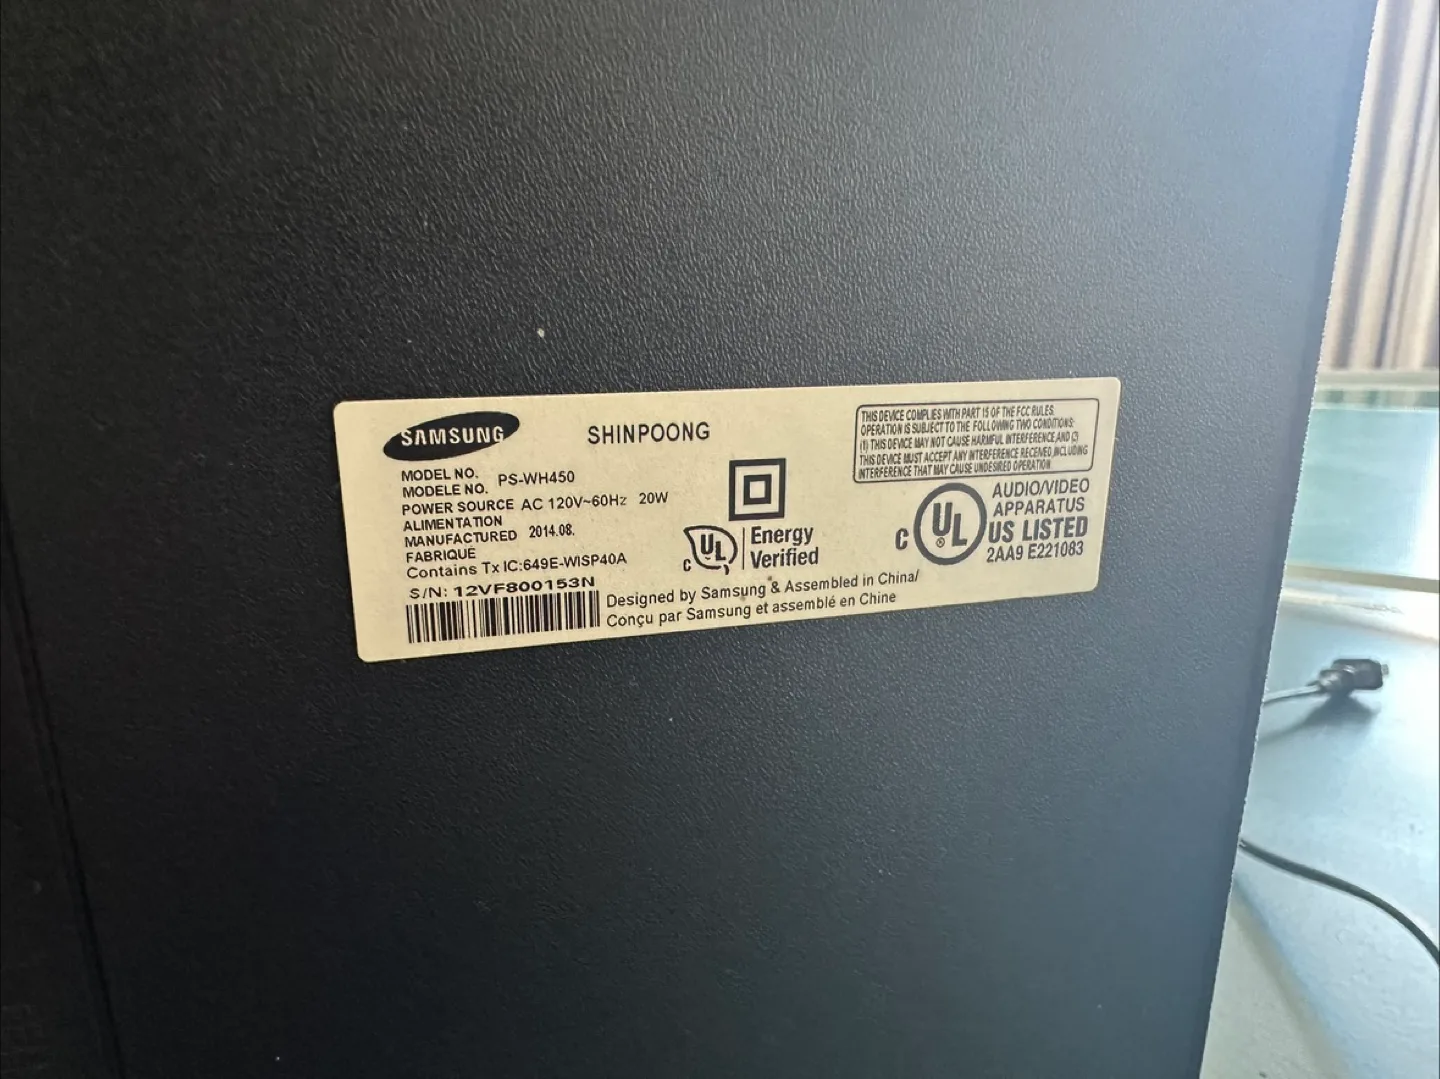 SAMSUNG
SHINPOONG
MODEL NO.
MODELE NO. PS-WH450
POWER SOURCE AC 120V~60Hz 20W
ALIMENTATION
MANUFACTURED 2014.08.
FABRIQUÉ
Contains Tx IC:649E-WISP40A
S/N: 12VF800153N
c UL Energy
Verified
Designed by Samsung & Assembled in China/
Conçu par Samsung et assemblé en Chine
THIS DEVICE COMPLIES WITH PART 15 OF THE FCC RULES.
OPERATION IS SUBJECT TO THE FOLLOWING TWO CONDITIONS:
(1) THIS DEVICE MAY NOT CAUSE HARMFUL INTERFERENCE,AND (2)
THIS DEVICE MUST ACCEPT ANY INTERFERENCE RECEIVED,INCLUDING
INTERFERENCE THAT MAY CAUSE UNDESIRED OPERATION
C UL ® AUDIO/VIDEO
APPARATUS
US LISTED
2AA9 E221083